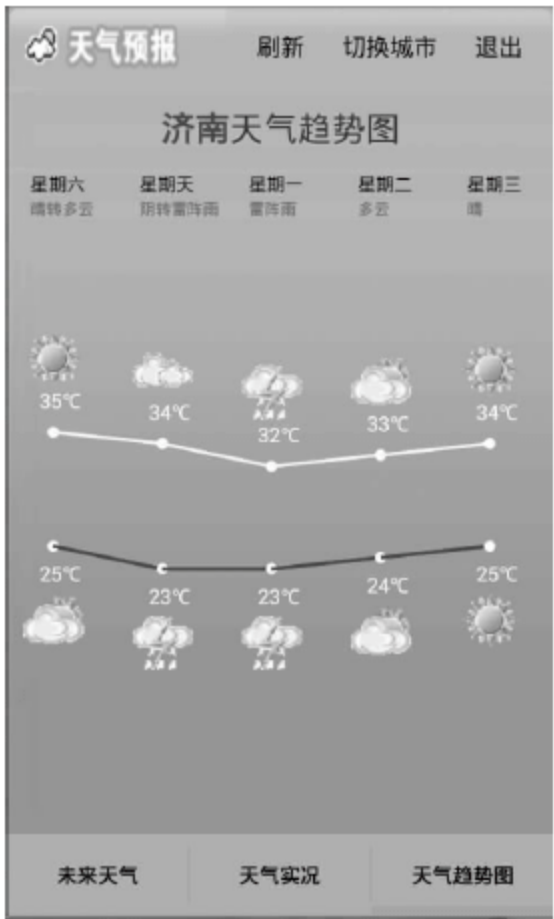 天气预报 刷新 切换城市 退出
济南天气趋势图
星期六 星期天 星期一 星期二 星期三
晴转多云 阴转雷阵雨 雷阵雨 多云 晴
35℃ 34℃ 32℃ 33℃ 34℃
25℃ 23℃ 23℃ 24℃ 25℃
未来天气 天气实况 天气趋势图